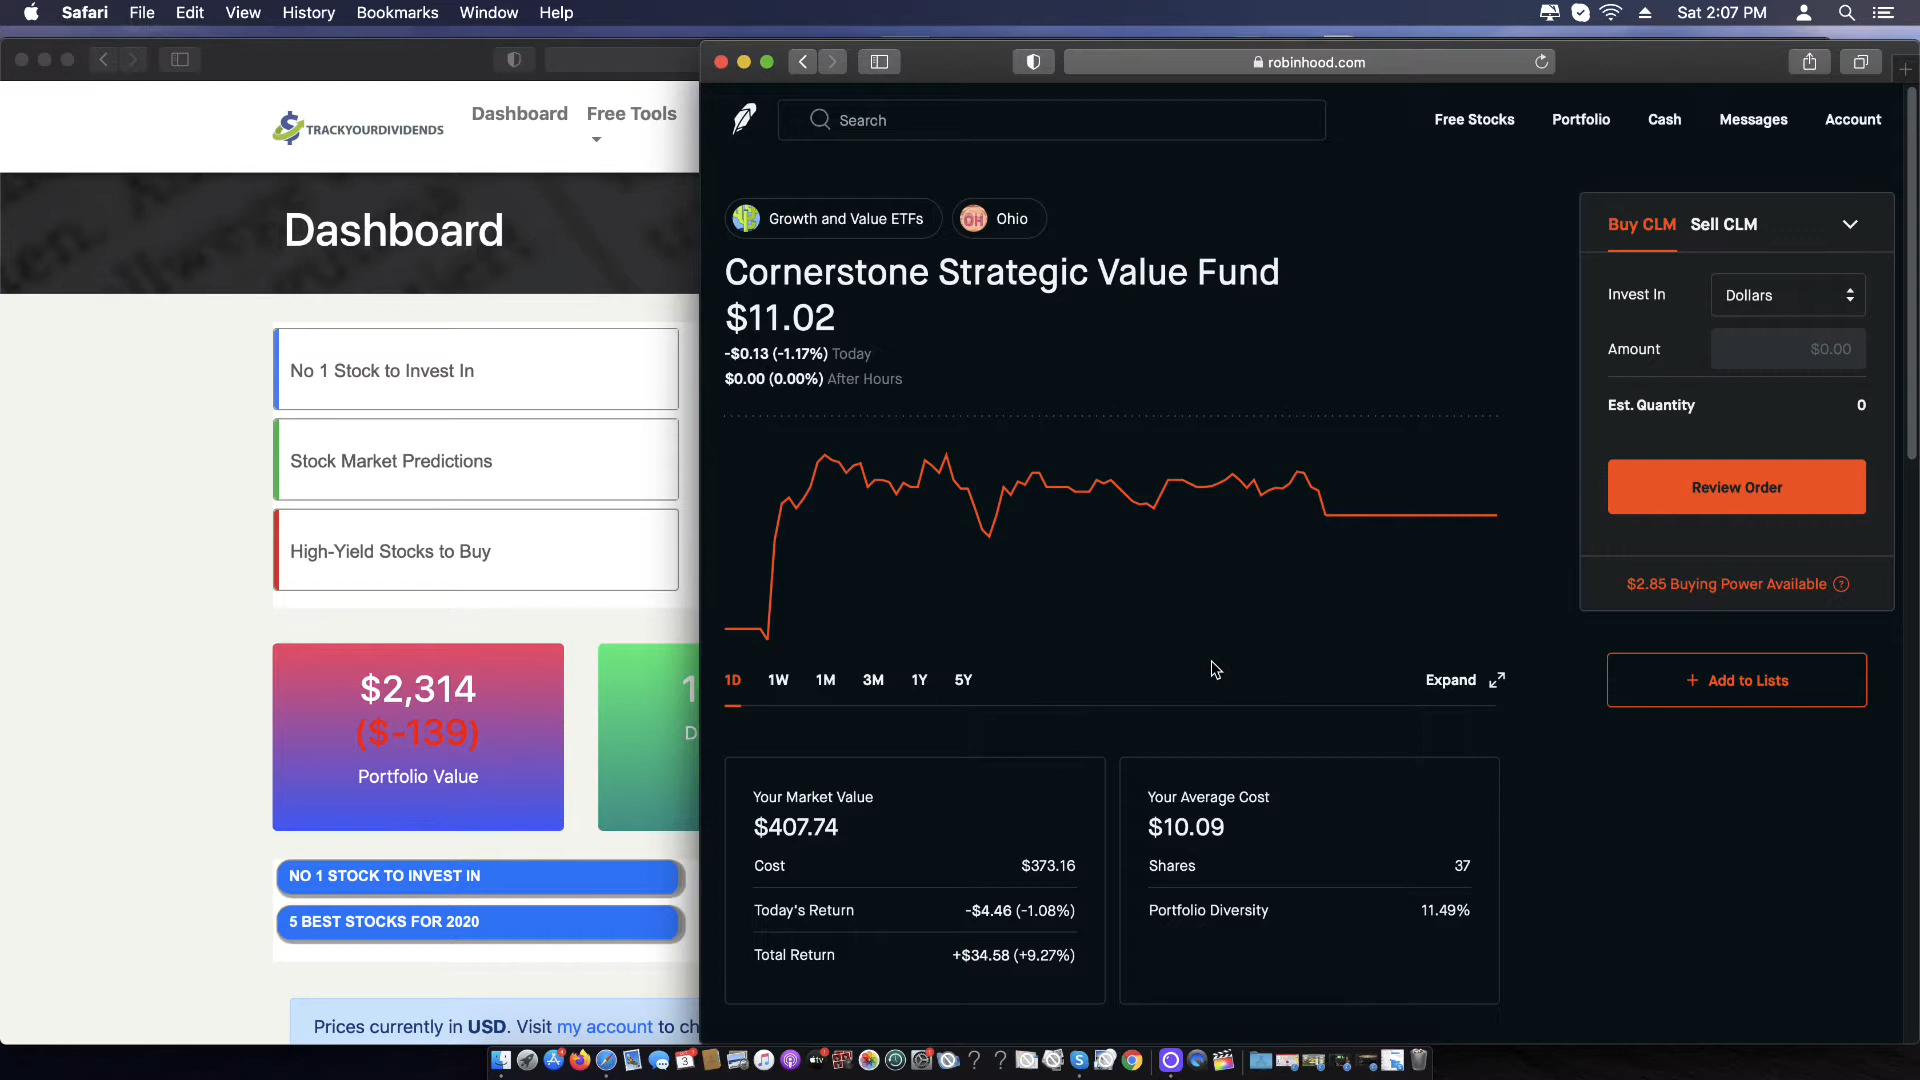 Safari File Edit View History Bookmarks Window Help
Sat 2:07 PM
TRACKYOURDIVIDENDS
Dashboard Free Tools
Dashboard
No 1 Stock to Invest In
Stock Market Predictions
High-Yield Stocks to Buy
$2,314
($-139)
Portfolio Value
1
D
NO 1 STOCK TO INVEST IN
5 BEST STOCKS FOR 2020
Prices currently in USD. Visit my account to ch
robinhood.com
Search
Free Stocks Portfolio Cash Messages Account
Growth and Value ETFs
OH Ohio
Cornerstone Strategic Value Fund
$11.02
-$0.13 (-1.17%) Today
$0.00 (0.00%) After Hours
1D 1W 1M 3M 1Y 5Y
Expand
Your Market Value
$407.74
Cost $373.16
Today's Return -$4.46 (-1.08%)
Total Return +$34.58 (+9.27%)
Your Average Cost
$10.09
Shares 37
Portfolio Diversity 11.49%
Buy CLM Sell CLM
Invest In Dollars
Amount $0.00
Est. Quantity 0
Review Order
$2.85 Buying Power Available ?
+ Add to Lists